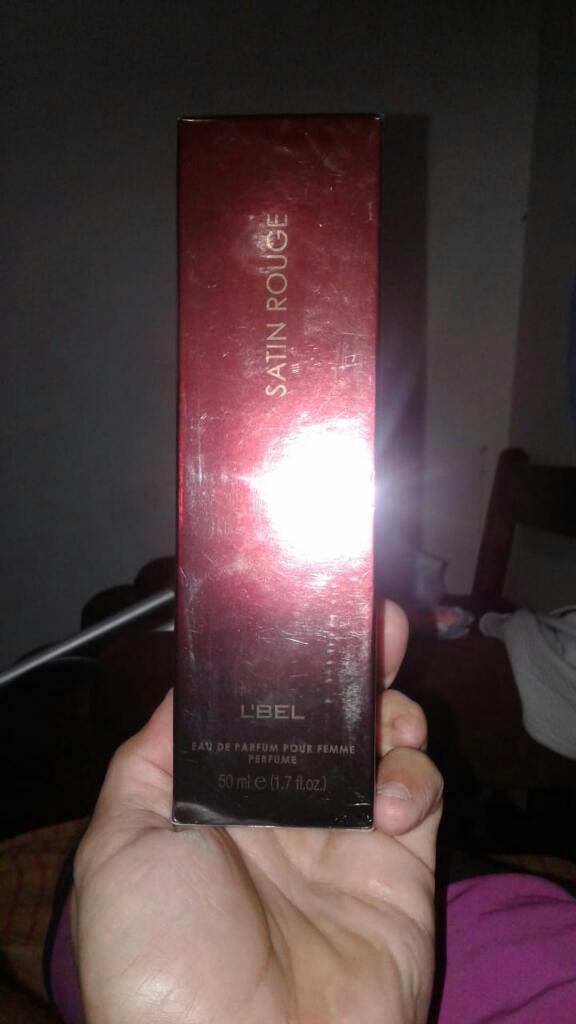 SATIN ROUGE
L'BEL
EAU DE PARFUM POUR FEMME
PERFUME
50 ml e (1.7 fl.oz.)